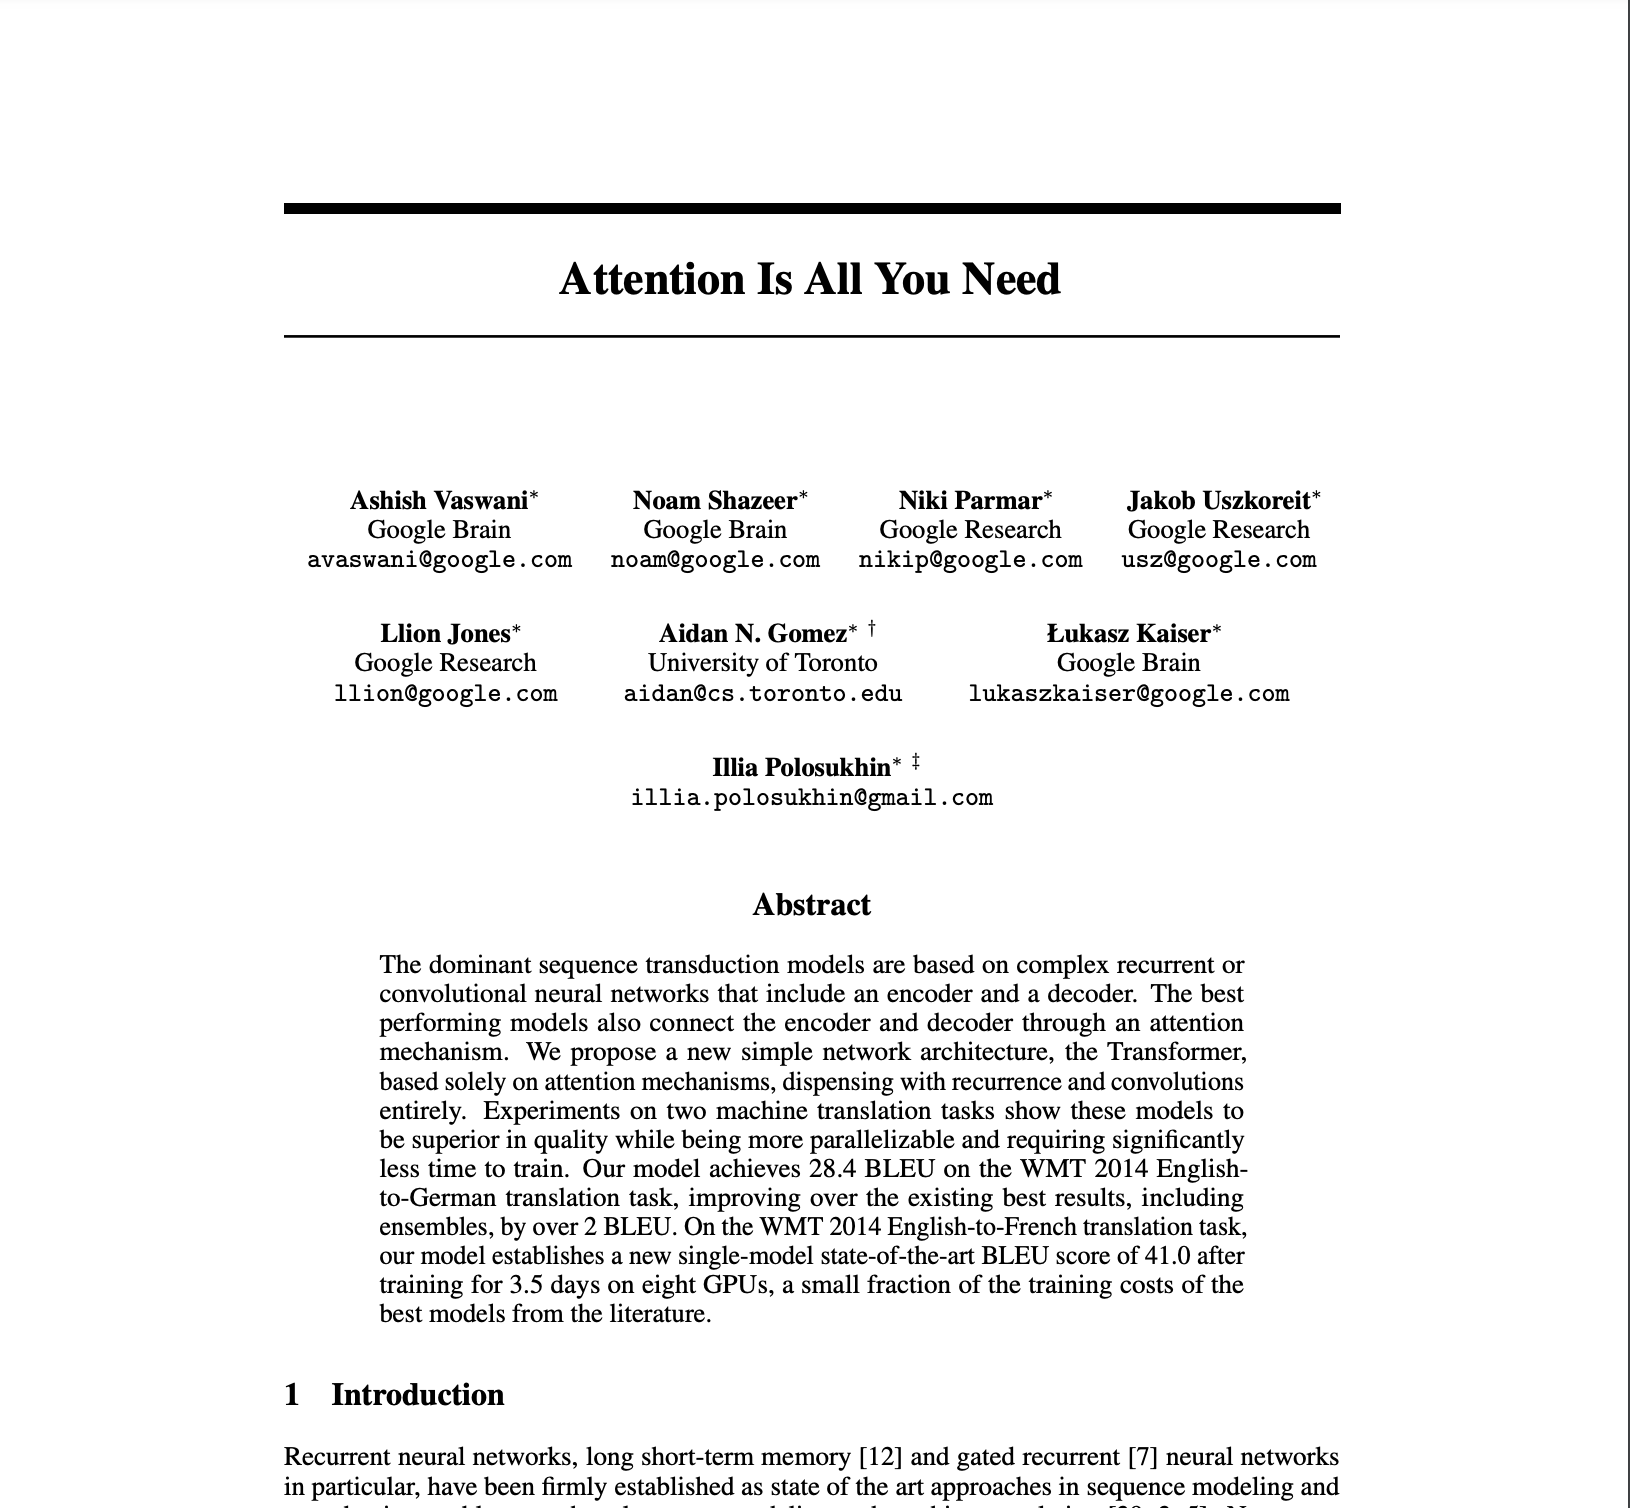 Attention Is All You Need
Ashish Vaswani* Noam Shazeer* Niki Parmar* Jakob Uszkoreit*
Google Brain Google Brain Google Research Google Research
avaswani@google.com noam@google.com nikip@google.com usz@google.com
Llion Jones* Aidan N. Gomez* † Łukasz Kaiser*
Google Research University of Toronto Google Brain
llion@google.com aidan@cs.toronto.edu lukaszkaiser@google.com
Illia Polosukhin* ‡
illia.polosukhin@gmail.com
Abstract
The dominant sequence transduction models are based on complex recurrent or
convolutional neural networks that include an encoder and a decoder. The best
performing models also connect the encoder and decoder through an attention
mechanism. We propose a new simple network architecture, the Transformer,
based solely on attention mechanisms, dispensing with recurrence and convolutions
entirely. Experiments on two machine translation tasks show these models to
be superior in quality while being more parallelizable and requiring significantly
less time to train. Our model achieves 28.4 BLEU on the WMT 2014 English-
to-German translation task, improving over the existing best results, including
ensembles, by over 2 BLEU. On the WMT 2014 English-to-French translation task,
our model establishes a new single-model state-of-the-art BLEU score of 41.0 after
training for 3.5 days on eight GPUs, a small fraction of the training costs of the
best models from the literature.
1 Introduction
Recurrent neural networks, long short-term memory [12] and gated recurrent [7] neural networks
in particular, have been firmly established as state of the art approaches in sequence modeling and